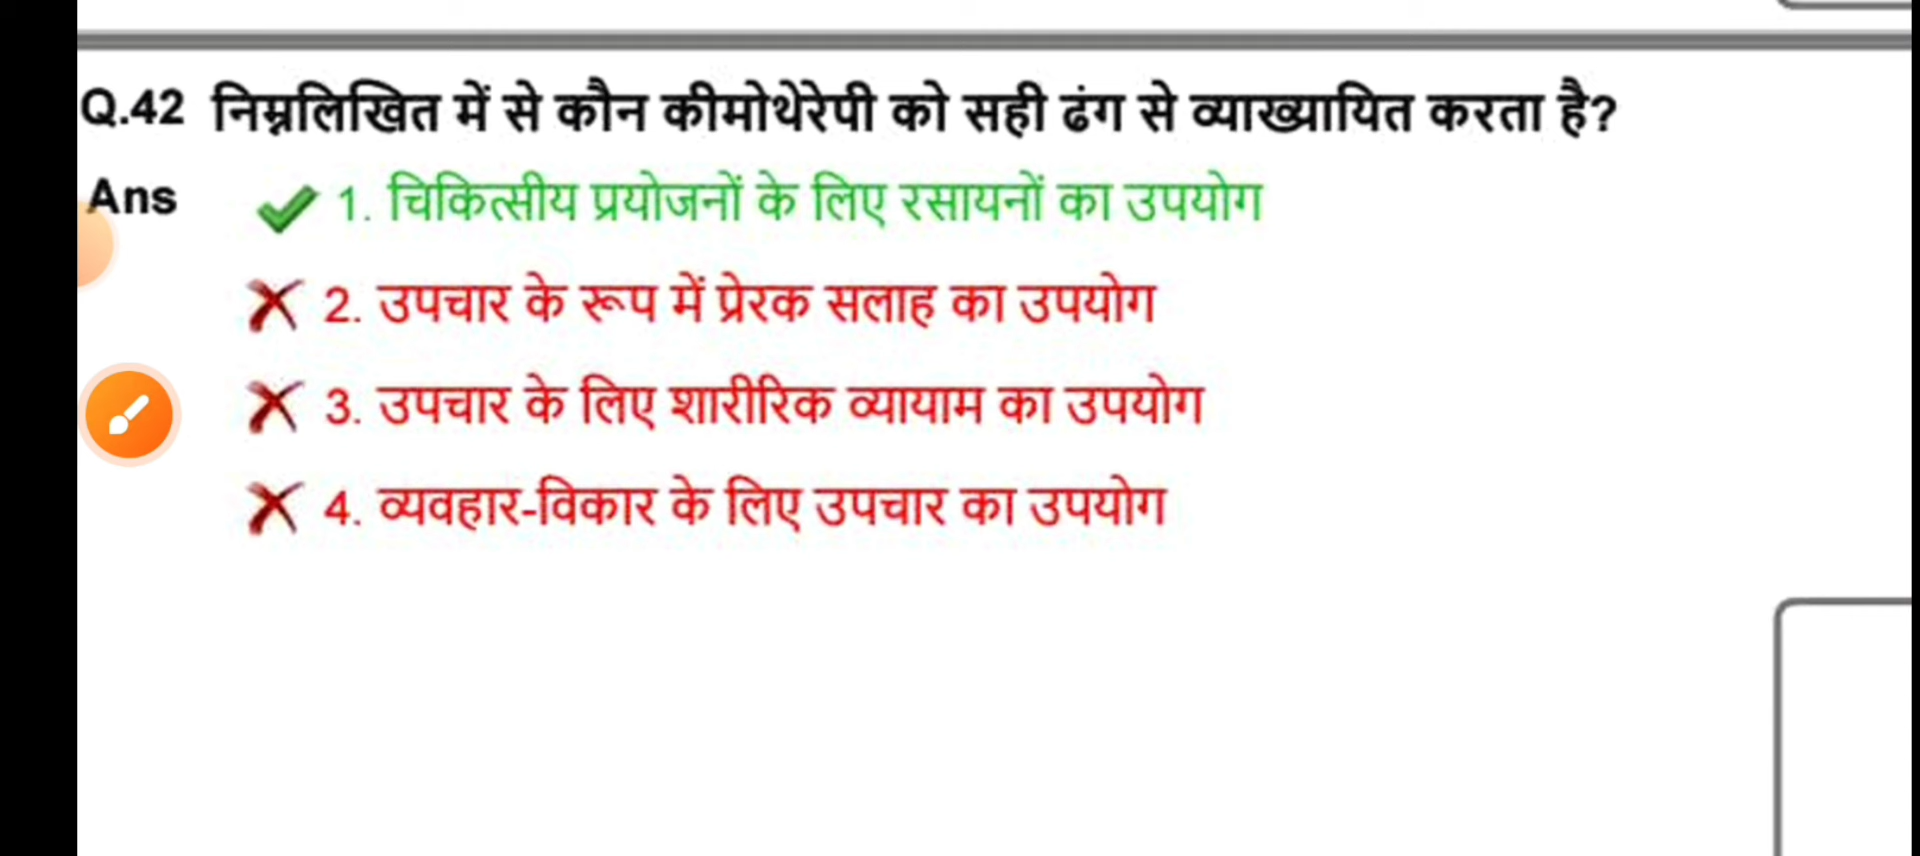 Q.42 निम्नलिखित में से कौन कीमोथेरेपी को सही ढंग से व्याख्यायित करता है?
Ans 1. चिकित्सीय प्रयोजनों के लिए रसायनों का उपयोग
2. उपचार के रूप में प्रेरक सलाह का उपयोग
3. उपचार के लिए शारीरिक व्यायाम का उपयोग
4. व्यवहार-विकार के लिए उपचार का उपयोग